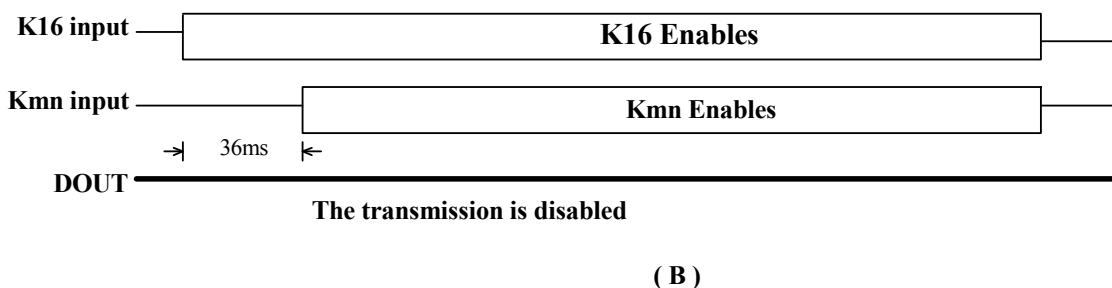 K16 input
K16 Enables
Kmn input
Kmn Enables
36ms
DOUT
The transmission is disabled
( B )